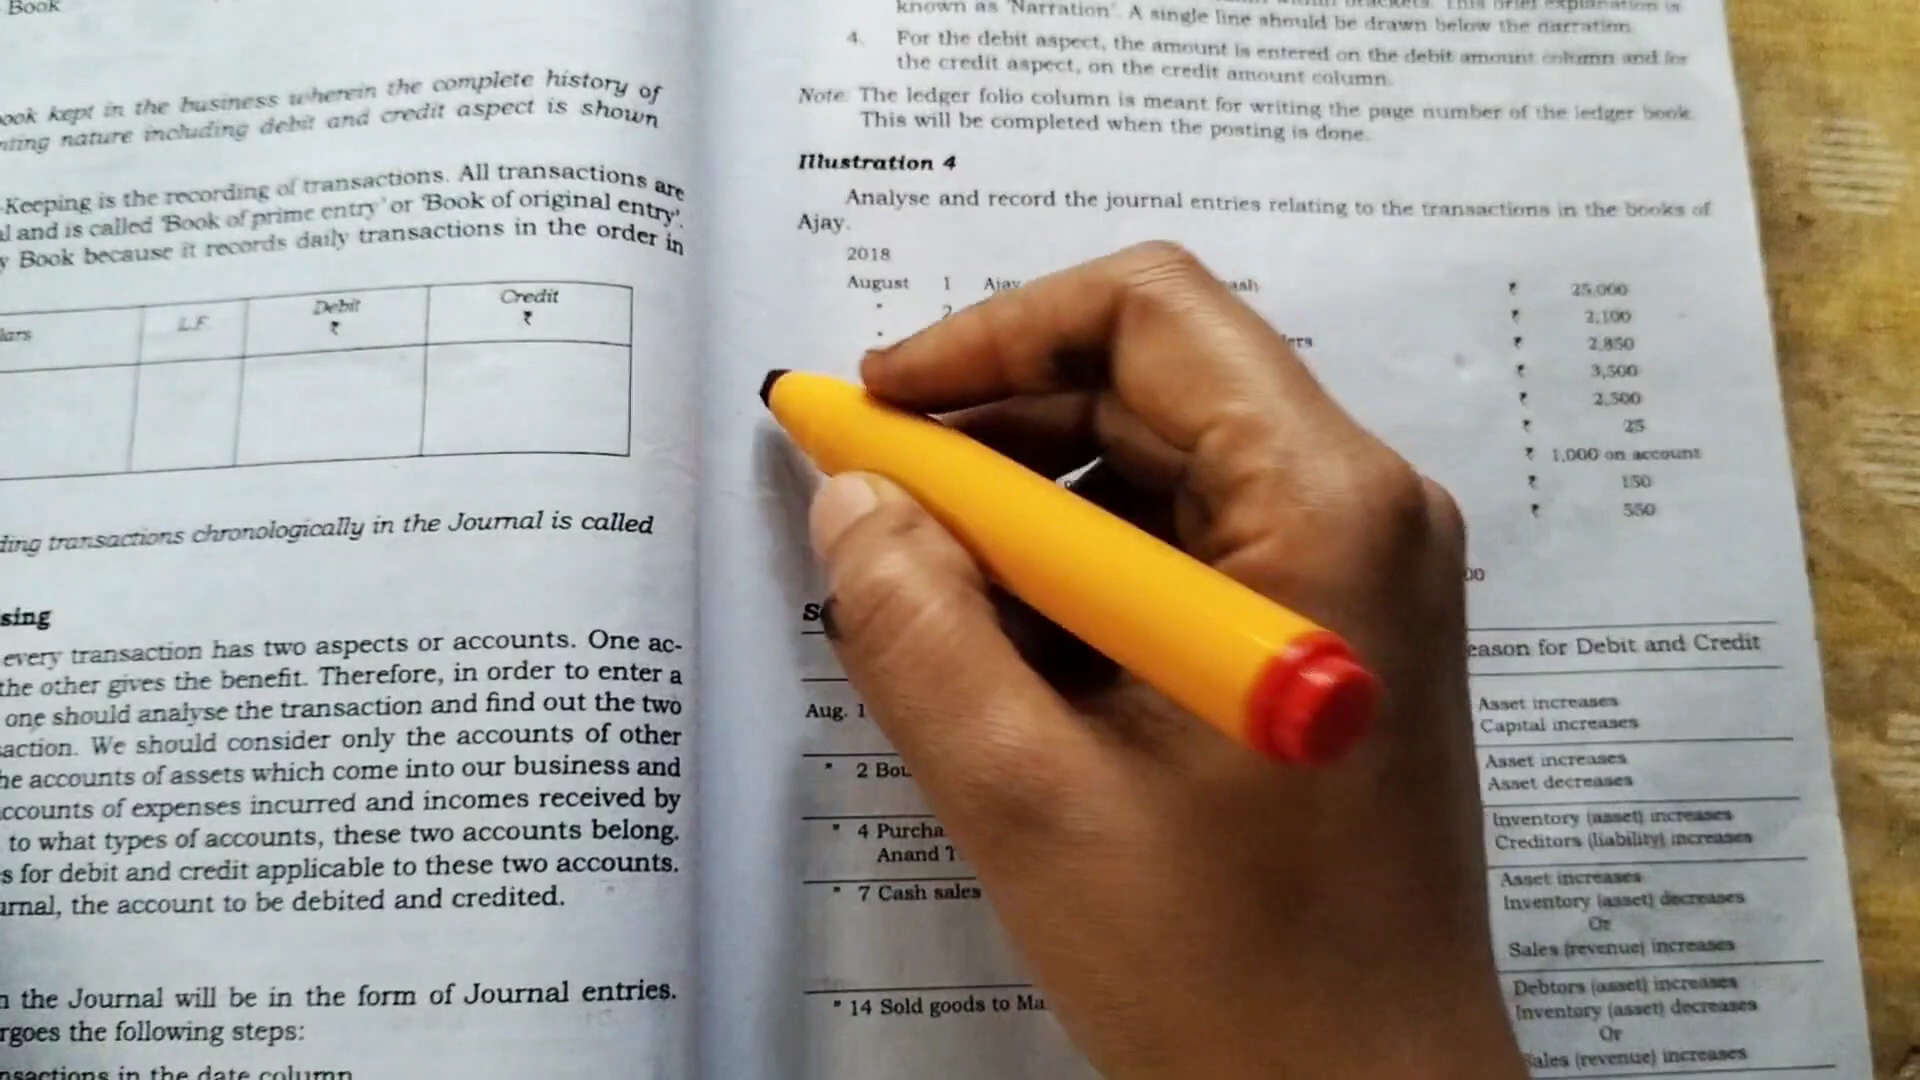 Book
ook kept in the business wherein the complete history of
nting nature including debit and credit aspect is shown
-Keeping is the recording of transactions. All transactions are
al and is called 'Book of prime entry' or 'Book of original entry'.
y Book because it records daily transactions in the order in
lars L.F. Debit Credit
₹ ₹
ding transactions chronologically in the Journal is called
sing
every transaction has two aspects or accounts. One ac-
the other gives the benefit. Therefore, in order to enter a
one should analyse the transaction and find out the two
saction. We should consider only the accounts of other
he accounts of assets which come into our business and
ccounts of expenses incurred and incomes received by
to what types of accounts, these two accounts belong.
s for debit and credit applicable to these two accounts.
urnal, the account to be debited and credited.
n the Journal will be in the form of Journal entries.
rgoes the following steps:
nsactions in the date column
known as 'Narration'. A single line should be drawn below the narration.
4. For the debit aspect, the amount is entered on the debit amount column and for
the credit aspect, on the credit amount column.
Note: The ledger folio column is meant for writing the page number of the ledger book.
This will be completed when the posting is done.
Illustration 4
Analyse and record the journal entries relating to the transactions in the books of
Ajay.
2018
August 1 Ajay ash ₹ 25,000
" 2 ₹ 2,100
" lers ₹ 2,850
₹ 3,500
₹ 2,500
₹ 25
₹ 1,000 on account
₹ 150
₹ 550
00
S
eason for Debit and Credit
Aug. 1 Asset increases
Capital increases
" 2 Bou Asset increases
Asset decreases
" 4 Purcha Inventory (asset) increases
Anand T Creditors (liability) increases
" 7 Cash sales Asset increases
Inventory (asset) decreases
Or
Sales (revenue) increases
" 14 Sold goods to Ma Debtors (asset) increases
Inventory (asset) decreases
Or
Sales (revenue) increases